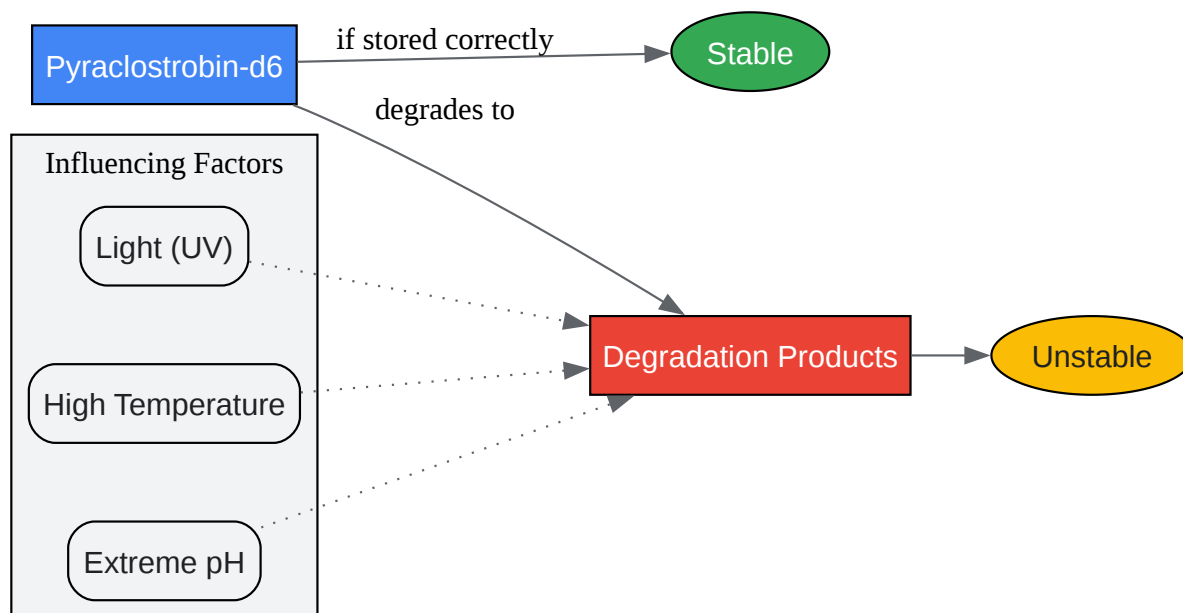 Pyraclostrobin-d6
if stored correctly
Stable
degrades to
Influencing Factors
Light (UV)
High Temperature
Extreme pH
Degradation Products
Unstable